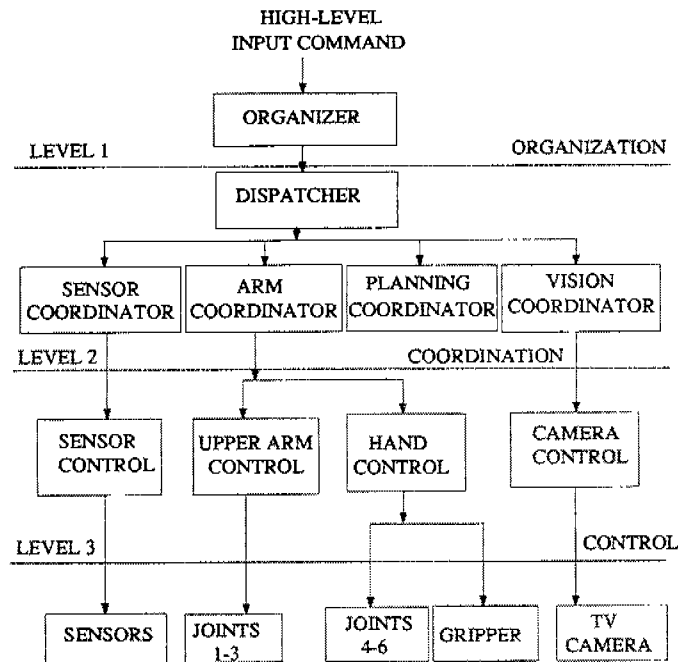 HIGH-LEVEL
INPUT COMMAND
ORGANIZER
LEVEL 1
ORGANIZATION
DISPATCHER
SENSOR
COORDINATOR
ARM
COORDINATOR
PLANNING
COORDINATOR
VISION
COORDINATOR
LEVEL 2
COORDINATION
SENSOR
CONTROL
UPPER ARM
CONTROL
HAND
CONTROL
CAMERA
CONTROL
LEVEL 3
CONTROL
SENSORS
JOINTS
1-3
JOINTS
4-6
GRIPPER
TV
CAMERA